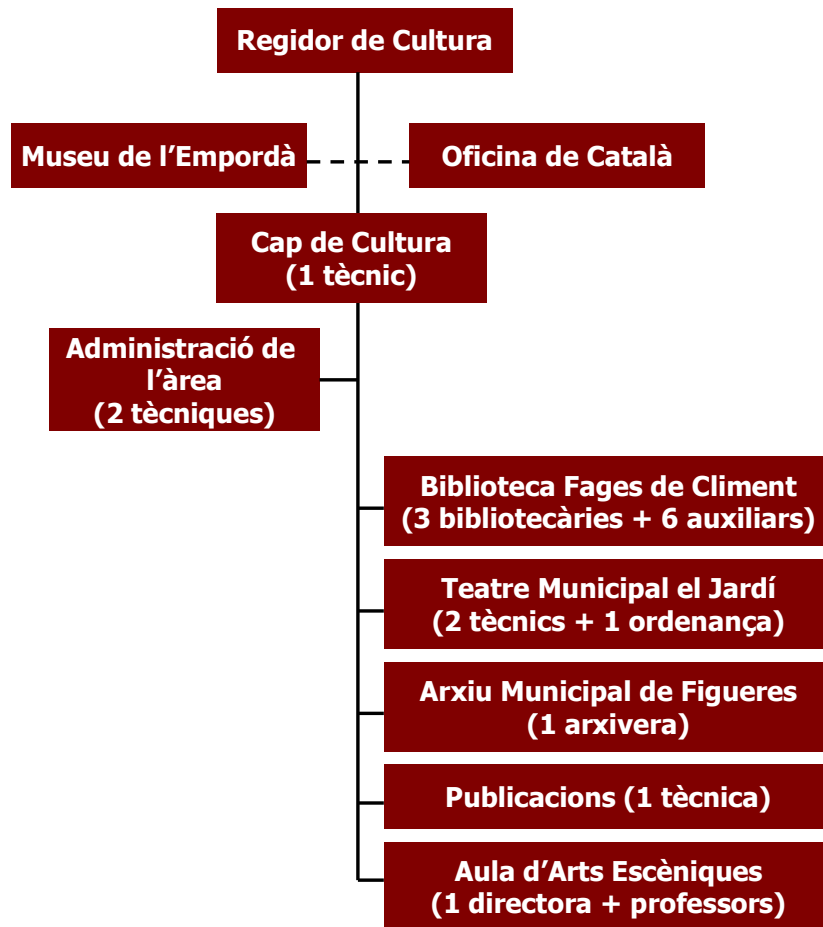 Regidor de Cultura
Museu de l’Empordà
Oficina de Català
Cap de Cultura
(1 tècnic)
Administració de
l’àrea
(2 tècniques)
Biblioteca Fages de Climent
(3 bibliotecàries + 6 auxiliars)
Teatre Municipal el Jardí
(2 tècnics + 1 ordenança)
Arxiu Municipal de Figueres
(1 arxivera)
Publicacions (1 tècnica)
Aula d’Arts Escèniques
(1 directora + professors)